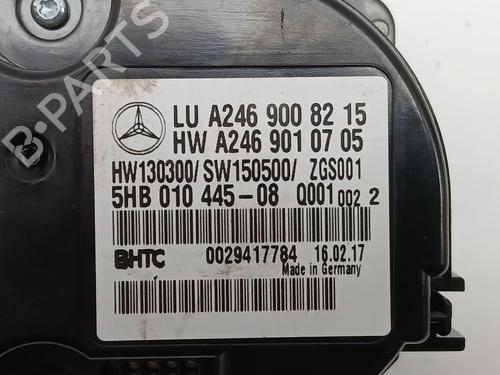 B-PARTS
LU A246 900 82 15
HW A246 901 07 05
HW130300/ SW150500/ ZGS001
5HB 010 445-08 Q001 002 2
BHTC 0029417784 16.02.17
Made in Germany